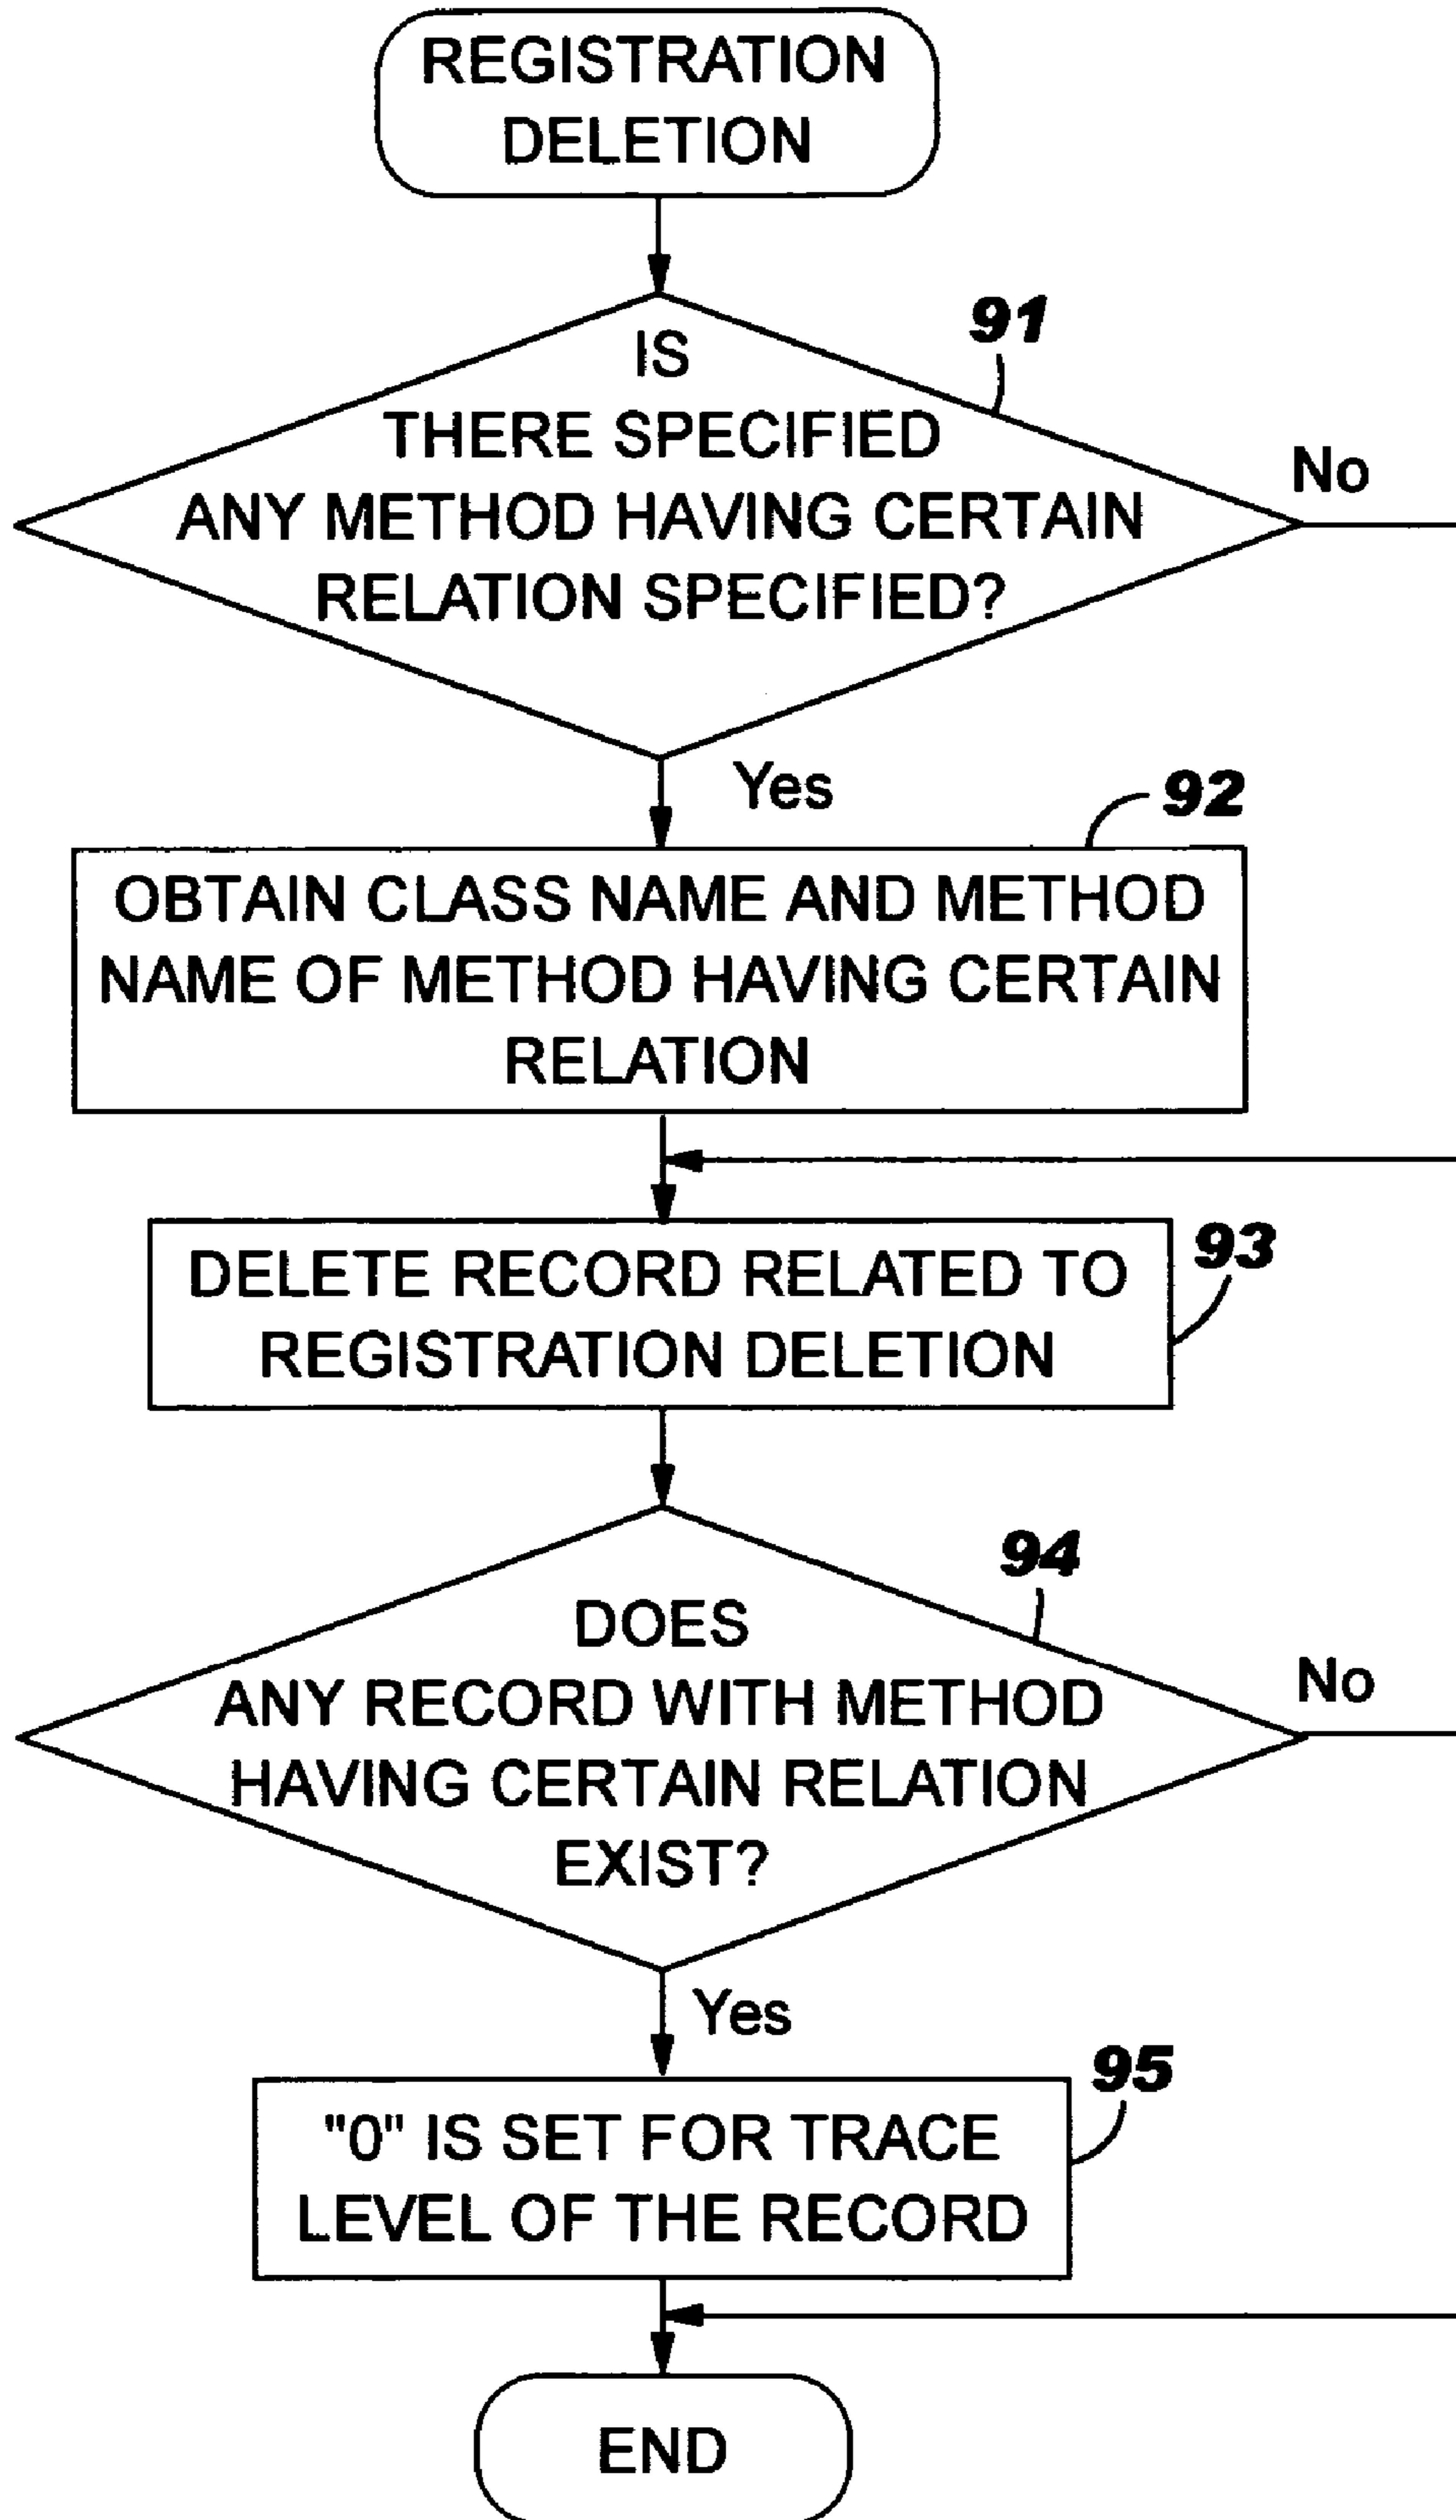 REGISTRATION
DELETION
91
IS
THERE SPECIFIED
ANY METHOD HAVING CERTAIN
RELATION SPECIFIED?
No
Yes
92
OBTAIN CLASS NAME AND METHOD
NAME OF METHOD HAVING CERTAIN
RELATION
93
DELETE RECORD RELATED TO
REGISTRATION DELETION
94
DOES
ANY RECORD WITH METHOD
HAVING CERTAIN RELATION
EXIST?
No
Yes
95
"0" IS SET FOR TRACE
LEVEL OF THE RECORD
END